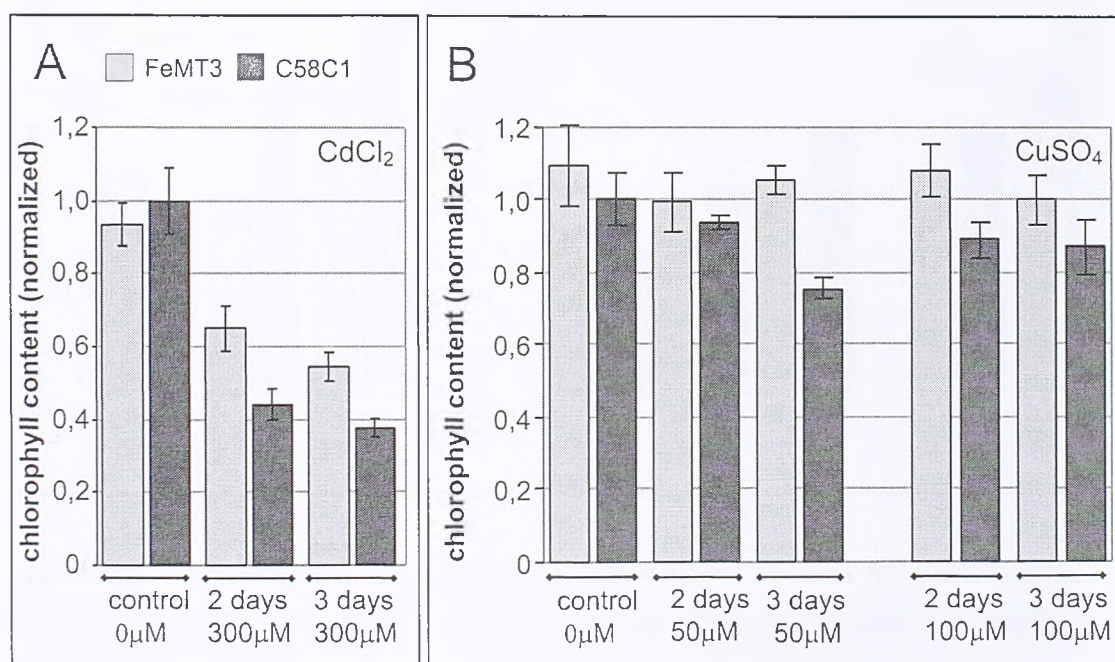 A
FeMT3 C58C1
chlorophyll content (normalized)
1,2
1,0
0,8
0,6
0,4
0,2
0
CdCl₂
control 2 days 3 days
0µM 300µM 300µM
B
chlorophyll content (normalized)
1,2
1,0
0,8
0,6
0,4
0,2
0
CuSO₄
control 2 days 3 days 2 days 3 days
0µM 50µM 50µM 100µM 100µM